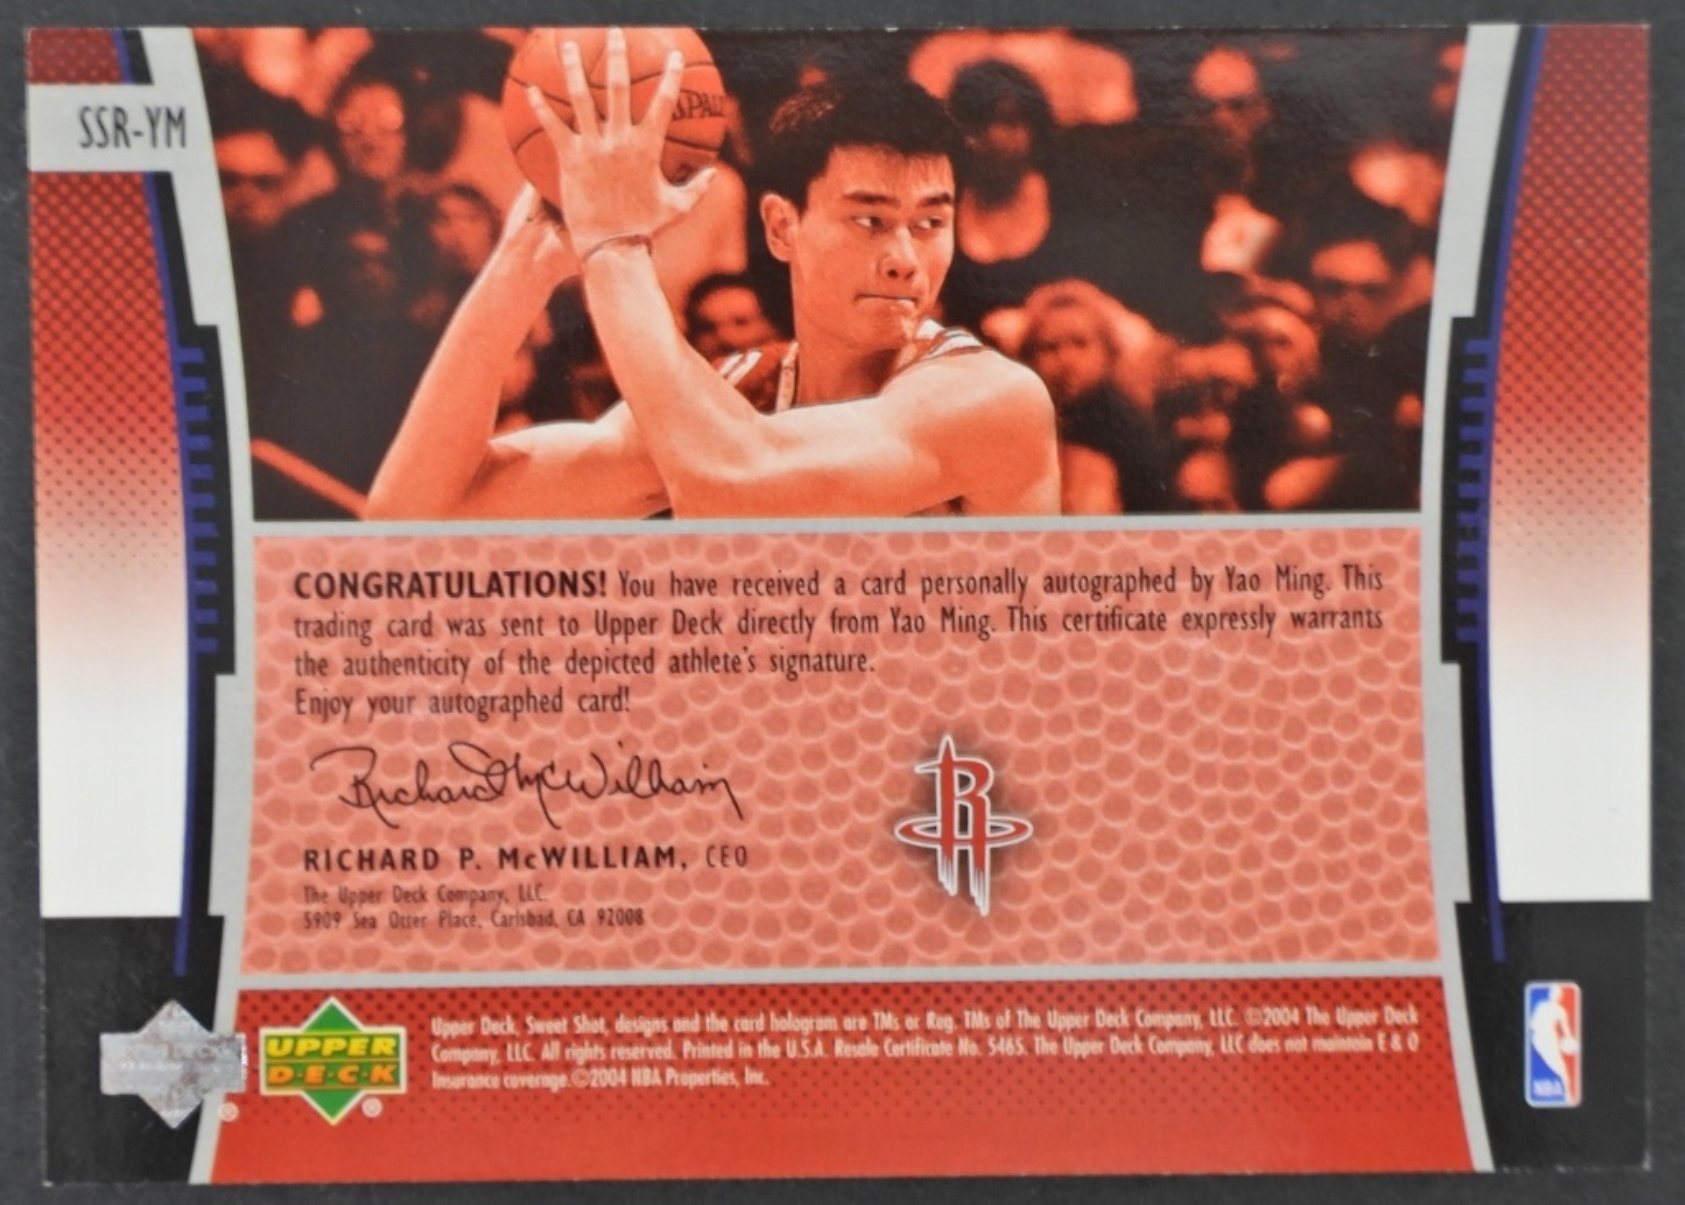 SSR-YM
SPAL
CONGRATULATIONS! You have received a card personally autographed by Yao Ming. This
trading card was sent to Upper Deck directly from Yao Ming. This certificate expressly warrants
the authenticity of the depicted athlete's signature.
Enjoy your autographed card!
Richard McWilliam
RICHARD P. McWILLIAM, CEO
The Upper Deck Company, LLC.
5909 Sea Otter Place, Carlsbad, CA 92008
R
UPPER
D·E·C·K
®
®
Upper Deck, Sweet Shot, designs and the card hologram are TMs or Reg. TMs of The Upper Deck Company, LLC. ©2004 The Upper Deck
Company, LLC. All rights reserved. Printed in the U.S.A. Resale Certificate No. 5465. The Upper Deck Company, LLC does not maintain E & O
Insurance coverage.©2004 NBA Properties, Inc.
NBA